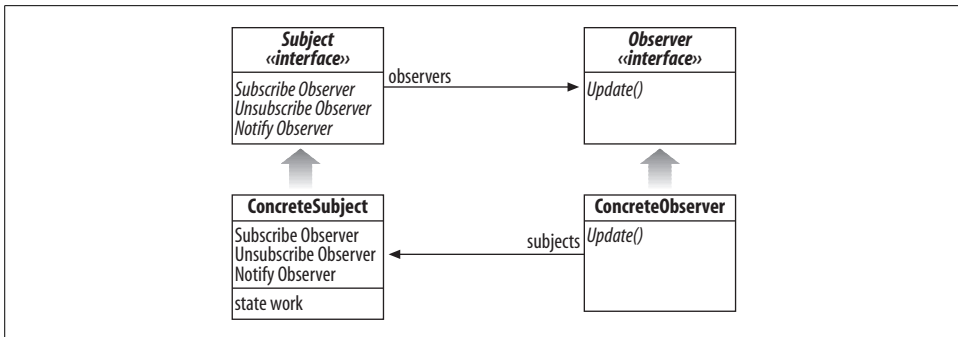 Subject
«interface»
Subscribe Observer
Unsubscribe Observer
Notify Observer
observers
Observer
«interface»
Update()
ConcreteSubject
Subscribe Observer
Unsubscribe Observer
Notify Observer
state work
subjects
ConcreteObserver
Update()